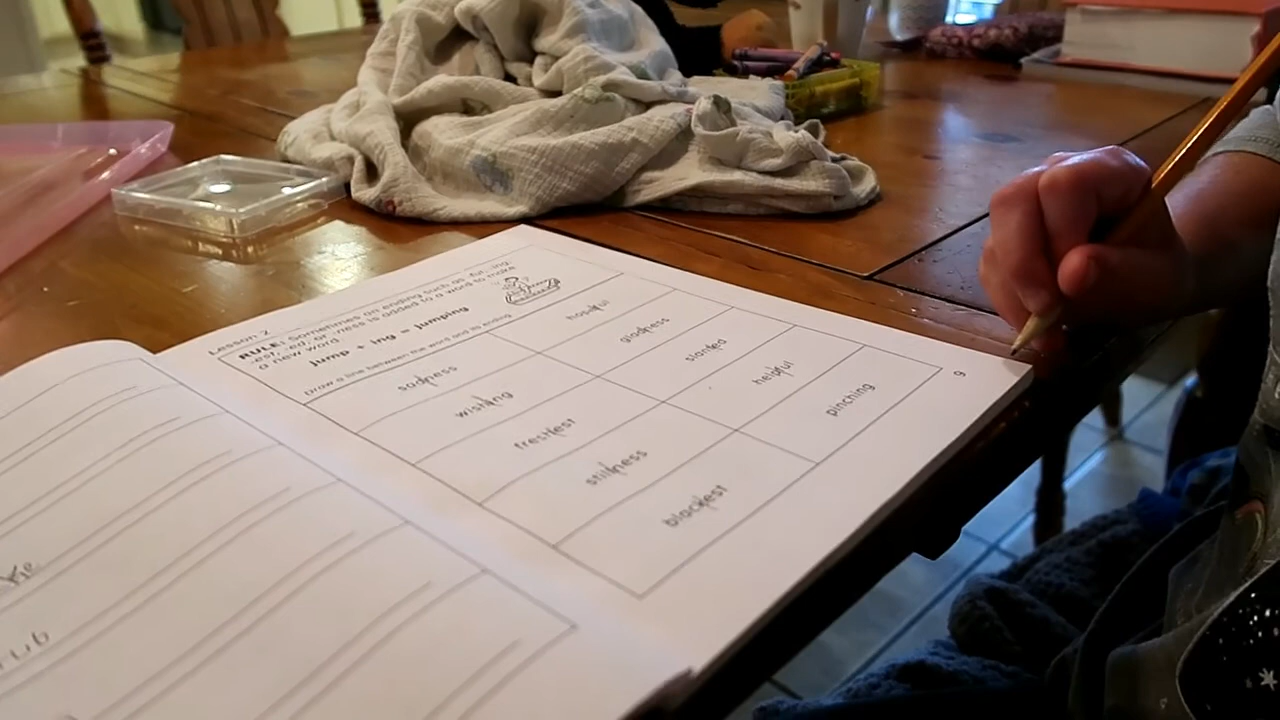 Lesson 2
RULE: Sometimes an ending such as -ful, -ing,
-est, -ed, or -ness is added to a word to make
a new word.
jump + ing = jumping
Draw a line between the word and its ending.
sadness hopeful
wishing gladness
freshest slanted
stillness helpful
blackest pinching
9